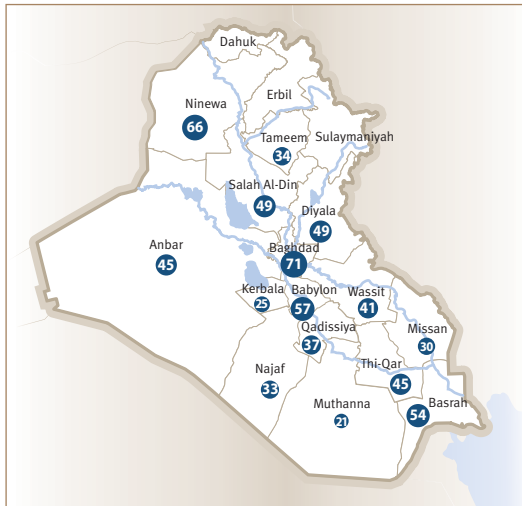 Dahuk
Erbil
Ninewa
66
Tameem
34
Sulaymaniyah
Salah Al-Din
49
Diyala
49
Anbar
45
Baghdad
71
Kerbala
25
Babylon
57
Wassit
41
Qadissiya
37
Missan
30
Najaf
33
Thi-Qar
45
Muthanna
21
Basrah
54